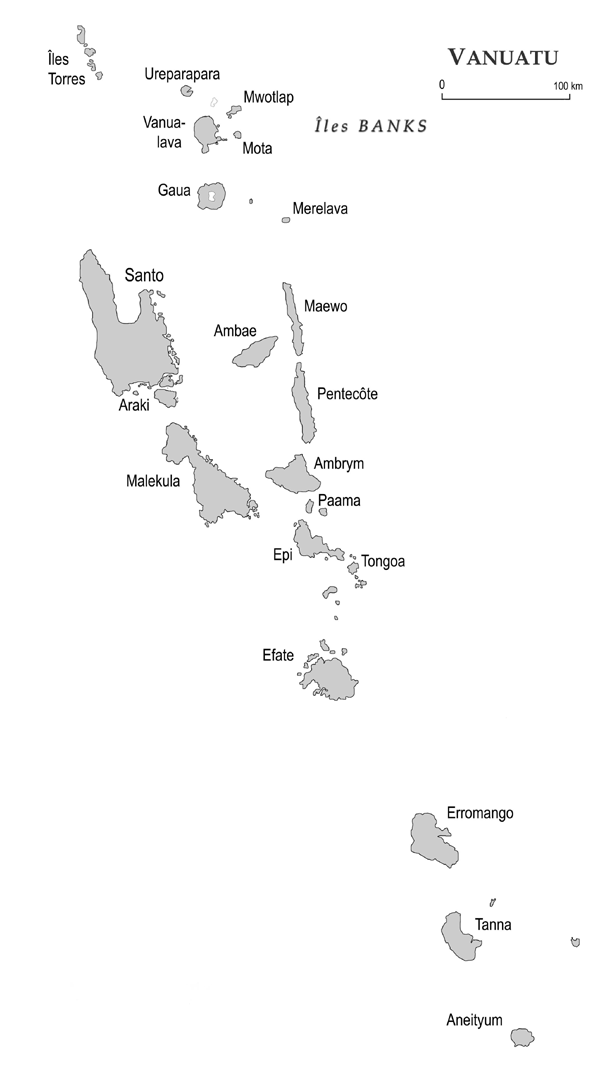 VANUATU
0 100 km
Îles
Torres
Ureparapara
Mwotlap
Vanua-
lava
Îles BANKS
Mota
Gaua
Merelava
Santo
Maewo
Ambae
Pentecôte
Araki
Ambrym
Malekula
Paama
Epi
Tongoa
Efate
Erromango
Tanna
Aneityum